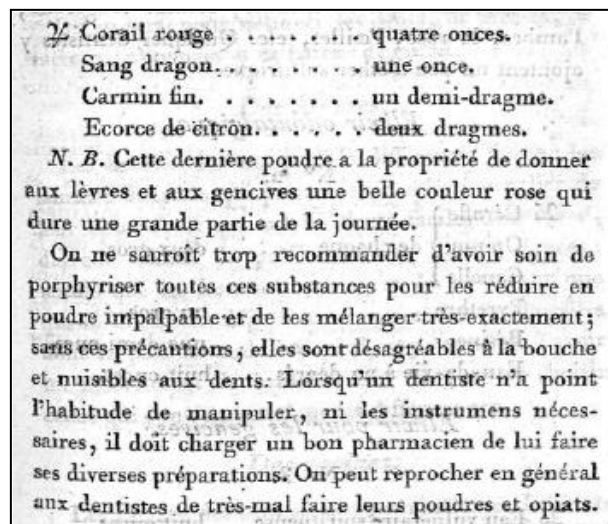 ♃ Corail rouge . . . . . . quatre onces.
Sang dragon. . . . . . . une once.
Carmin fin. . . . . . . . un demi-dragme.
Ecorce de citron. . . . . deux dragmes.
N. B. Cette dernière poudre a la propriété de donner
aux lèvres et aux gencives une belle couleur rose qui
dure une grande partie de la journée.
On ne sauroit trop recommander d'avoir soin de
porphyriser toutes ces substances pour les réduire en
poudre impalpable et de les mélanger très-exactement ;
sans ces précautions, elles sont désagréables à la bouche
et nuisibles aux dents. Lorsqu'un dentiste n'a point
l'habitude de manipuler, ni les instrumens néces-
saires, il doit charger un bon pharmacien de lui faire
ses diverses préparations. On peut reprocher en général
aux dentistes de très-mal faire leurs poudres et opiats.